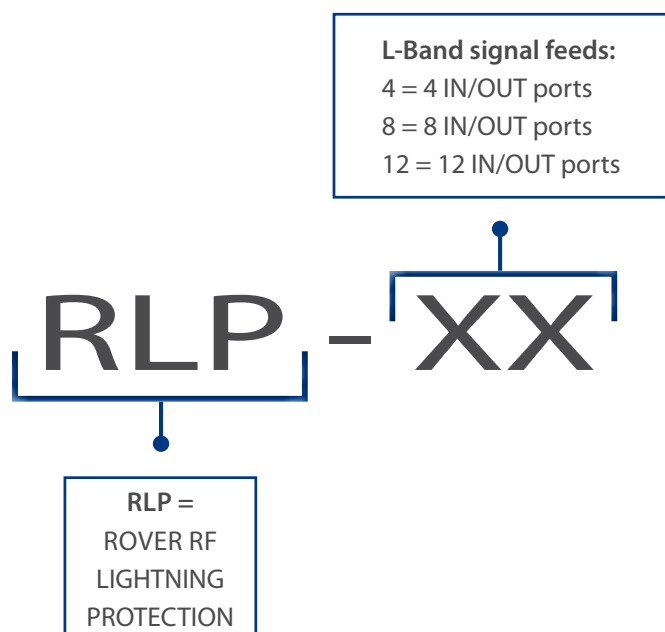 L-Band signal feeds:
4 = 4 IN/OUT ports
8 = 8 IN/OUT ports
12 = 12 IN/OUT ports
RLP - XX
RLP =
ROVER RF
LIGHTNING
PROTECTION